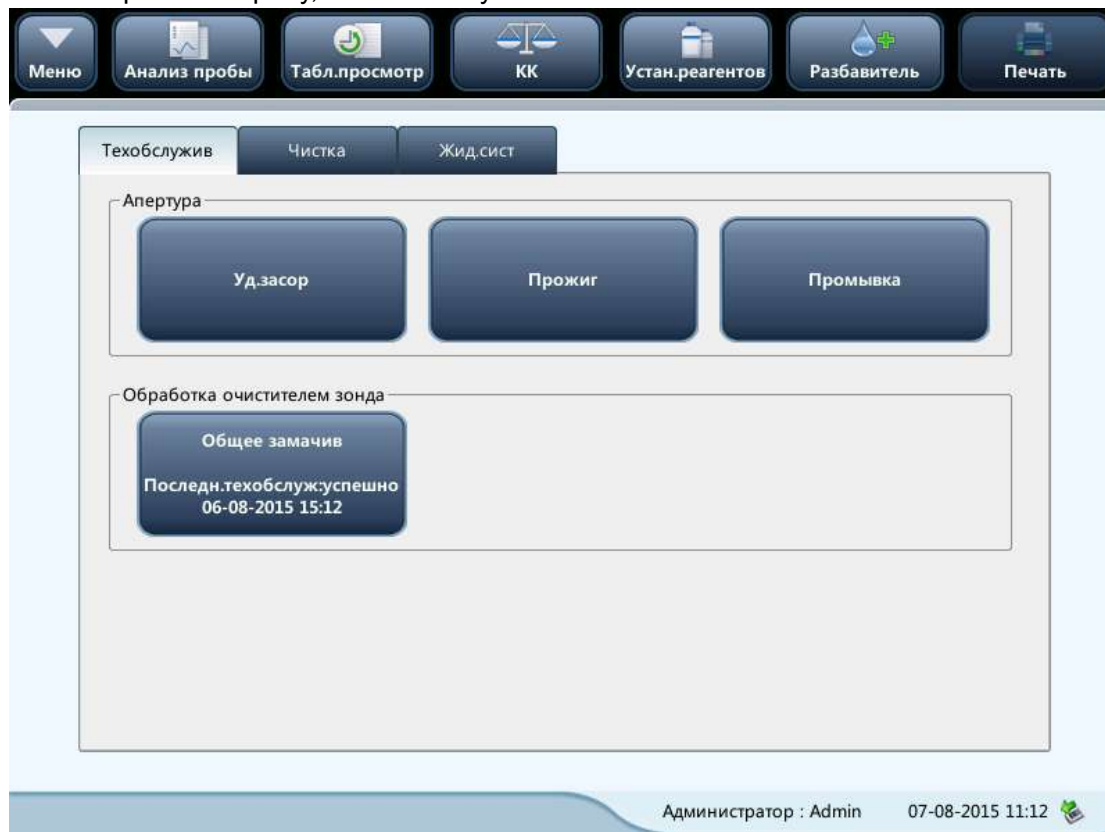 Меню
Анализ пробы
Табл.просмотр
КК
Устан.реагентов
Разбавитель
Печать
Техобслужив
Чистка
Жид.сист
Апертура
Уд.засор
Прожиг
Промывка
Обработка очистителем зонда
Общее замачив
Последн.техобслуж:успешно
06-08-2015 15:12
Администратор : Admin
07-08-2015 11:12